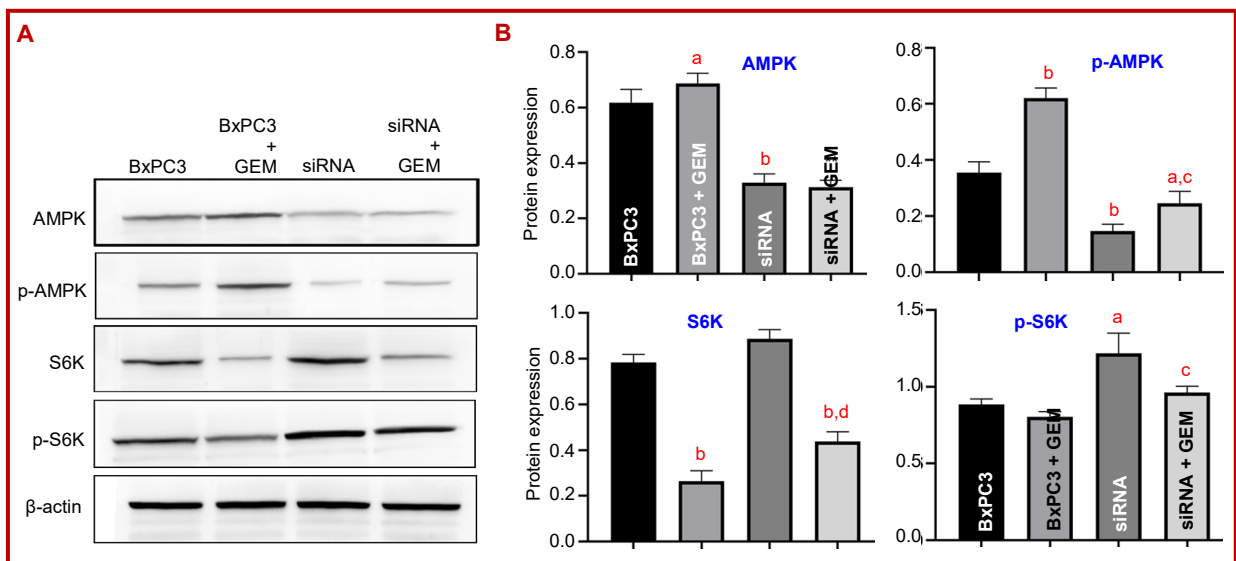 A
BxPC3
BxPC3
+
GEM
siRNA
siRNA
+
GEM
AMPK
p-AMPK
S6K
p-S6K
β-actin
B
AMPK
Protein expression
0.8
0.6
0.4
0.2
0.0
a
b
BxPC3
BxPC3 + GEM
siRNA
siRNA + GEM
p-AMPK
0.8
0.6
0.4
0.2
0.0
b
b
a,c
S6K
Protein expression
1.0
0.8
0.6
0.4
0.2
0.0
b
b,d
p-S6K
1.5
1.0
0.5
0.0
a
c
BxPC3
BxPC3 + GEM
siRNA
siRNA + GEM